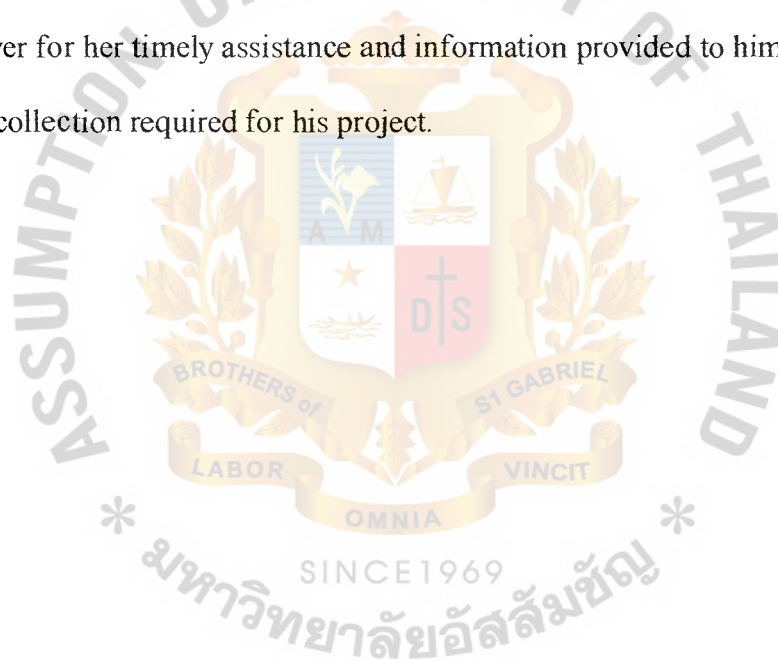 for her timely assistance and information provided to him
collection required for his project.
ASSUMPTION OF THAILAND
A M
D S
BROTHERS of S1 GABRIEL
LABOR VINCIT
OMNIA
SINCE1969
มหาวิทยาลัยอัสสัมชัญ